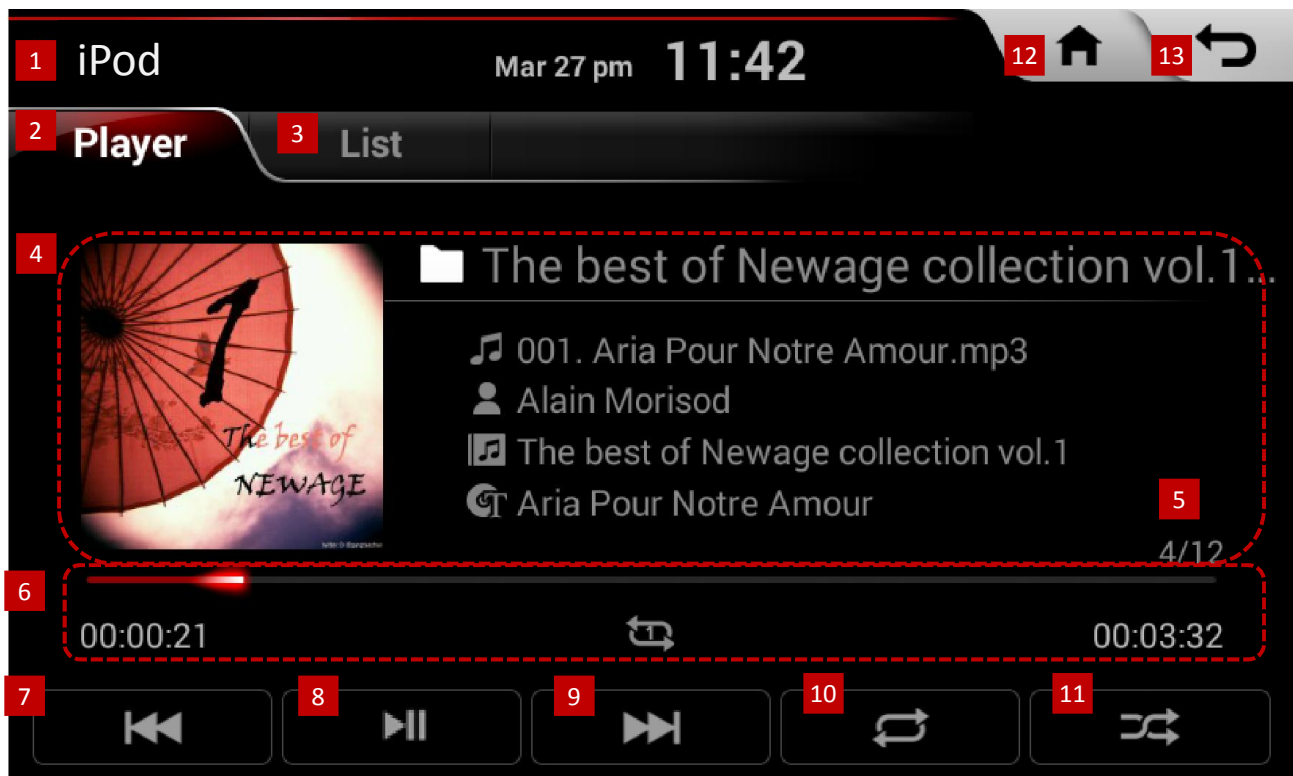 1 iPod Mar 27 pm 11:42 12 13
2 Player 3 List
4 The best of Newage collection vol.1...
1
001. Aria Pour Notre Amour.mp3
Alain Morisod
The best of
The best of Newage collection vol.1
NEWAGE
Aria Pour Notre Amour 5
4/12
6
00:00:21 1 00:03:32
7 8 9 10 11